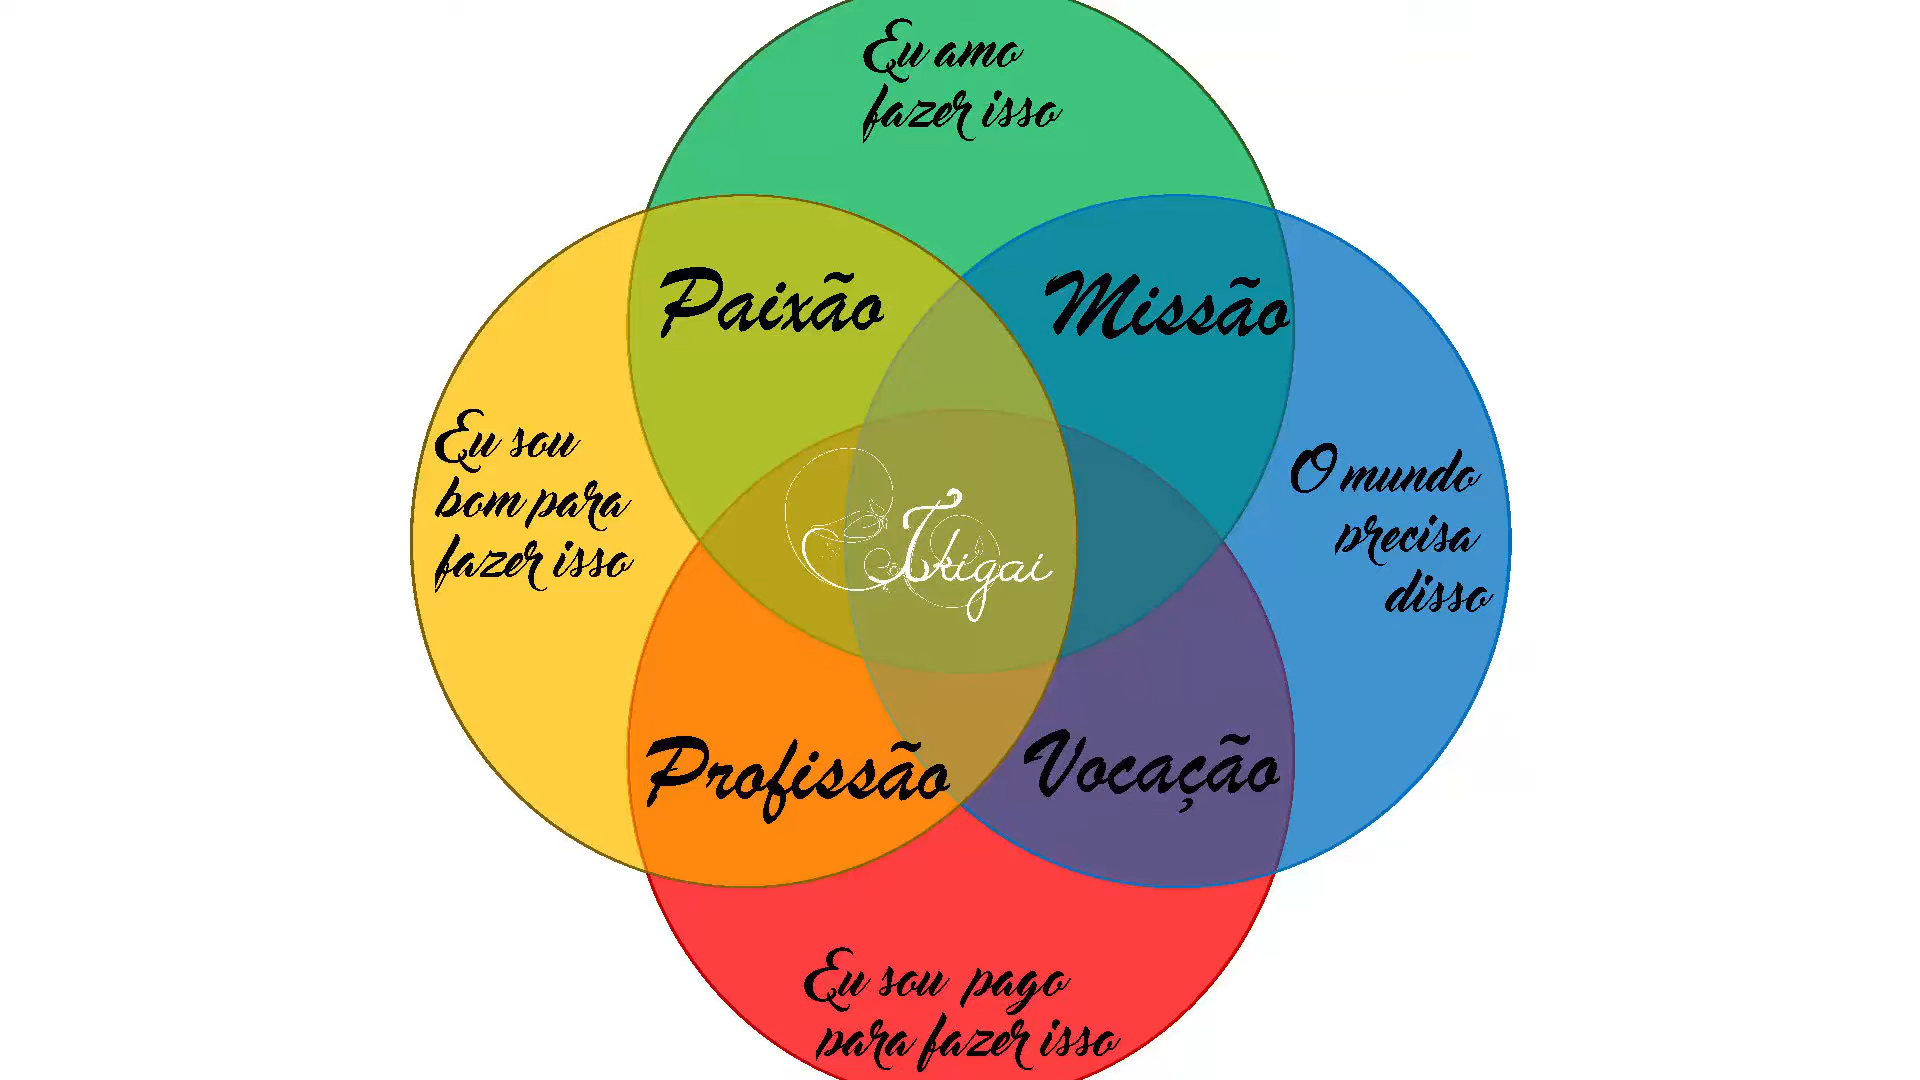 Eu amo
fazer isso
Paixão
Missão
Eu sou
bom para
fazer isso
O mundo
precisa
disso
Ikigai
Profissão
Vocação
Eu sou pago
para fazer isso